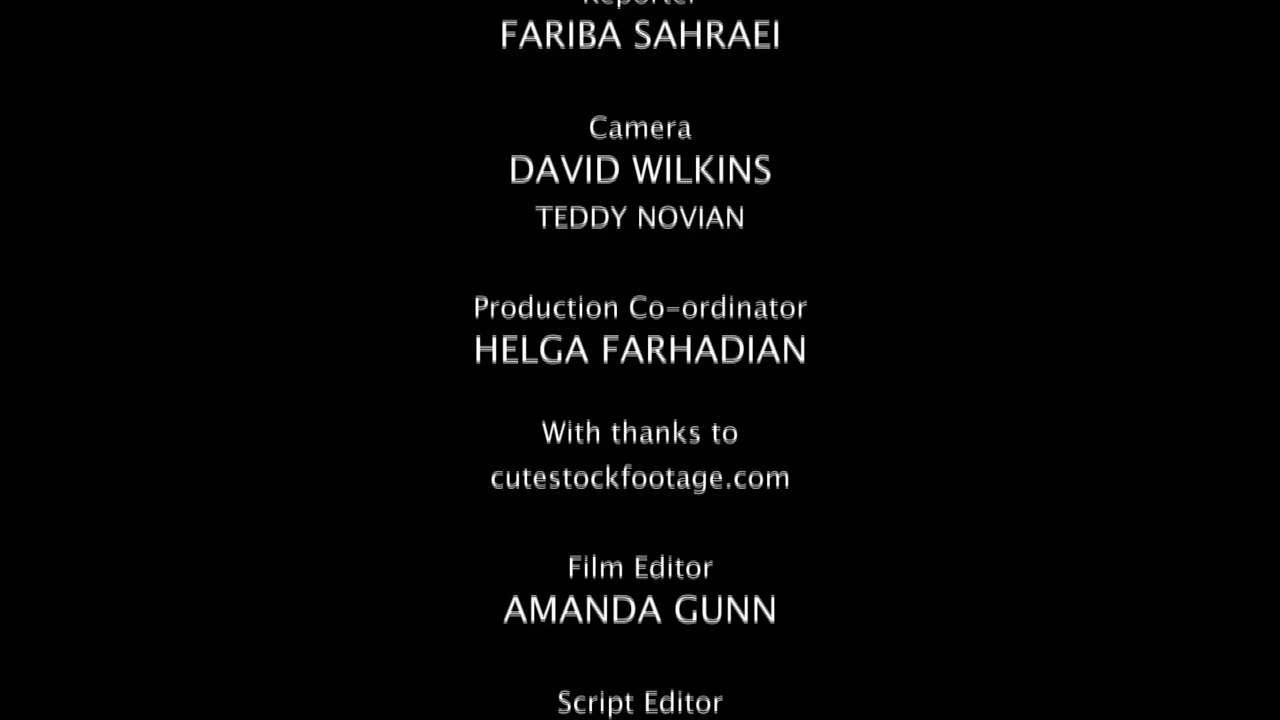 Reporter
FARIBA SAHRAEI
Camera
DAVID WILKINS
TEDDY NOVIAN
Production Co-ordinator
HELGA FARHADIAN
With thanks to
cutestockfootage.com
Film Editor
AMANDA GUNN
Script Editor